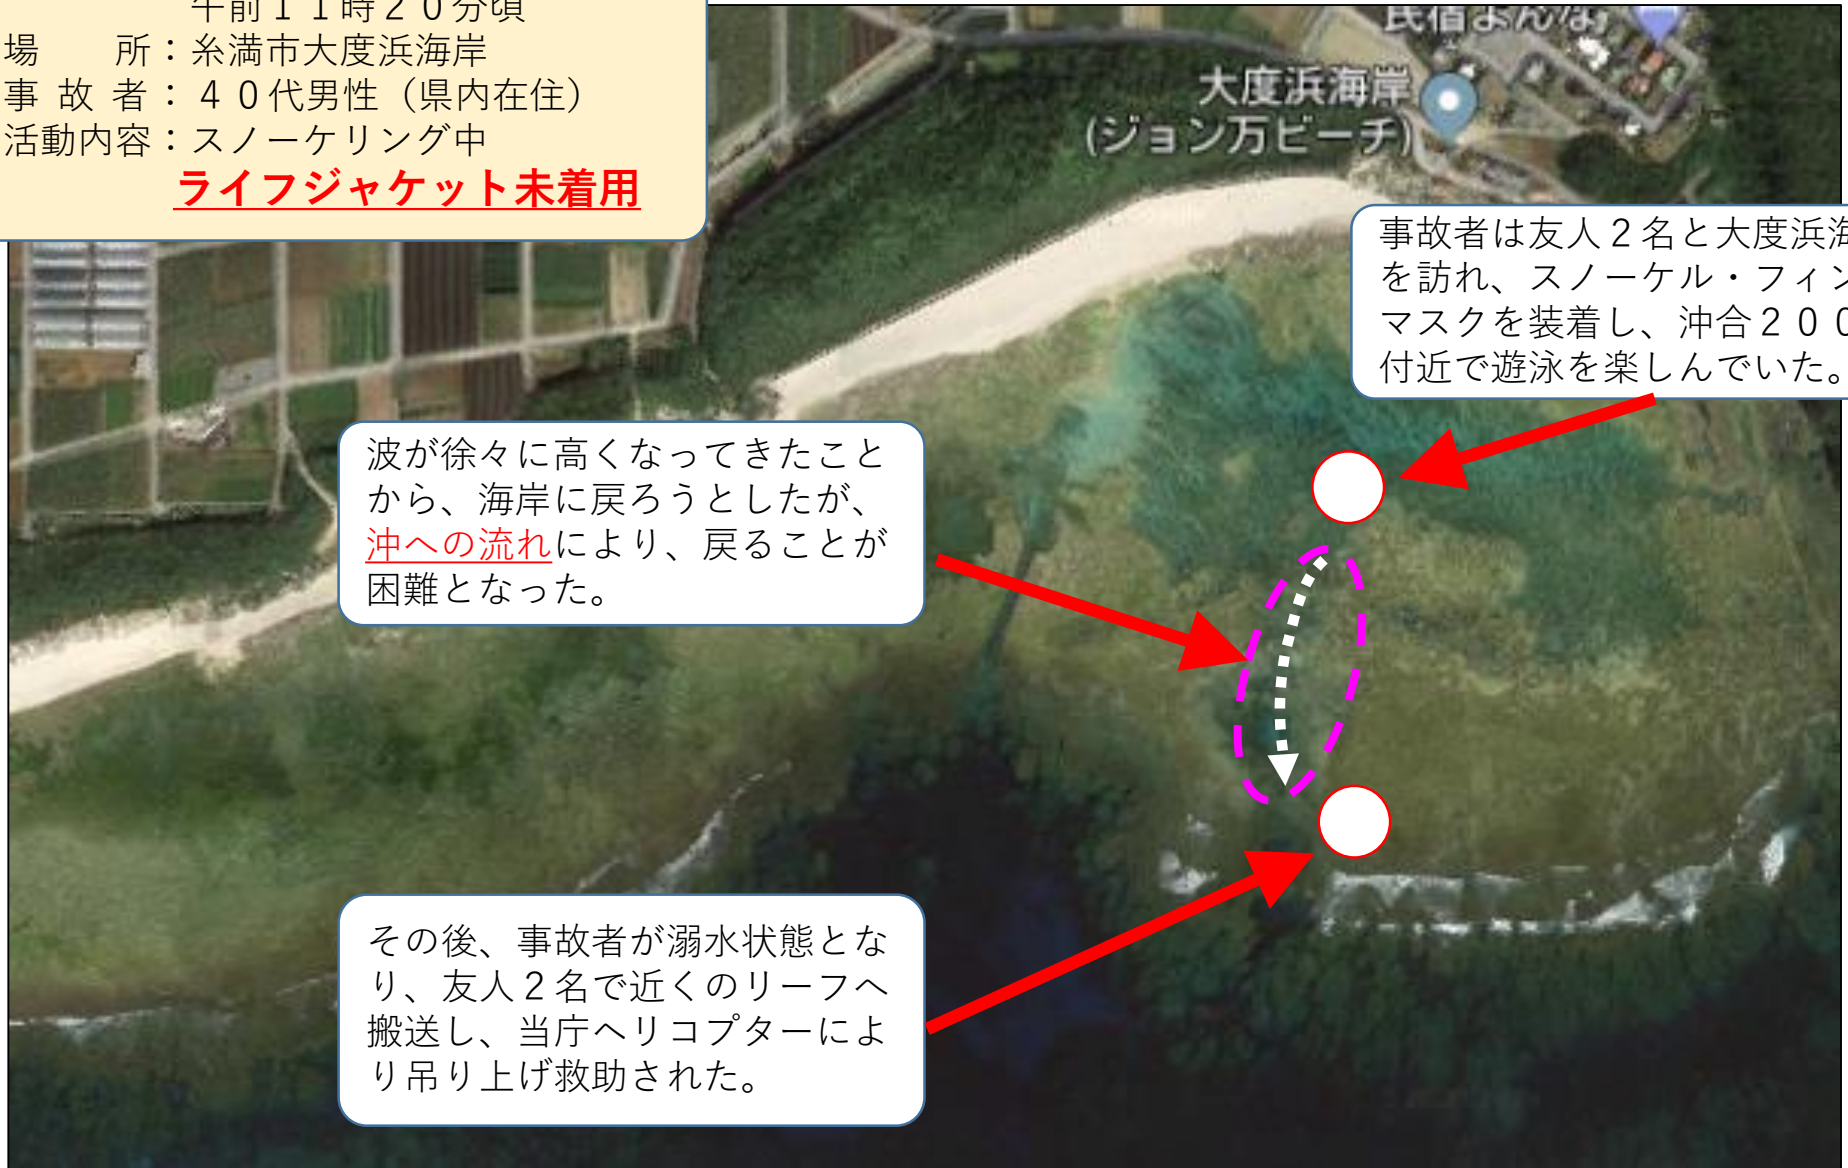 午前１１時２０分頃
場　　所：糸満市大度浜海岸
事 故 者：４０代男性（県内在住）
活動内容：スノーケリング中
ライフジャケット未着用
民宿まんなぁ
大度浜海岸
(ジョン万ビーチ)
事故者は友人２名と大度浜海
を訪れ、スノーケル・フィン
マスクを装着し、沖合２００
付近で遊泳を楽しんでいた。
波が徐々に高くなってきたこと
から、海岸に戻ろうとしたが、
沖への流れにより、戻ることが
困難となった。
その後、事故者が溺水状態とな
り、友人２名で近くのリーフへ
搬送し、当庁ヘリコプターによ
り吊り上げ救助された。